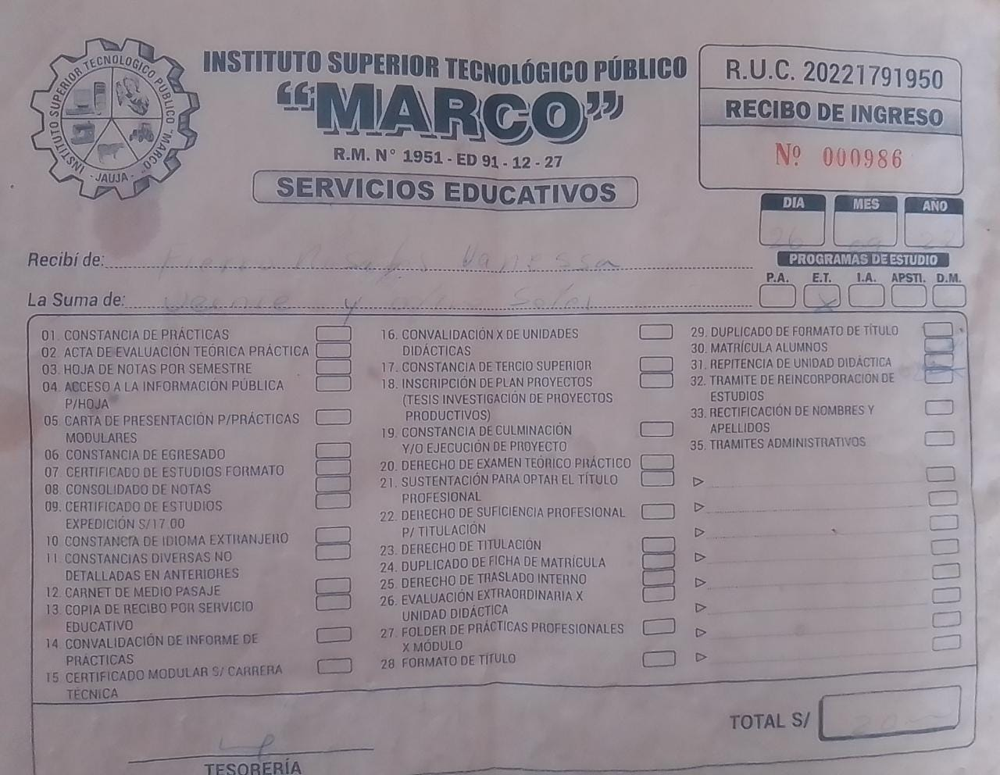 INSTITUTO SUPERIOR TECNOLÓGICO PÚBLICO "MARCO"
- JAUJA -
INSTITUTO SUPERIOR TECNOLÓGICO PÚBLICO
“MARCO”
R.M. N° 1951 - ED 91 - 12 - 27
SERVICIOS EDUCATIVOS
R.U.C. 20221791950
RECIBO DE INGRESO
Nº 000986
DIA MES AÑO
26 09 22
Recibí de: Fierro Vanessa
PROGRAMAS DE ESTUDIO
P.A. E.T. I.A. APSTI. D.M.
X
La Suma de: y
01. CONSTANCIA DE PRÁCTICAS
02. ACTA DE EVALUACIÓN TEÓRICA PRÁCTICA
03. HOJA DE NOTAS POR SEMESTRE
04. ACCESO A LA INFORMACIÓN PÚBLICA
P/HOJA
05. CARTA DE PRESENTACIÓN P/PRÁCTICAS
MODULARES
06. CONSTANCIA DE EGRESADO
07. CERTIFICADO DE ESTUDIOS FORMATO
08. CONSOLIDADO DE NOTAS
09. CERTIFICADO DE ESTUDIOS
EXPEDICIÓN S/17.00
10. CONSTANCIA DE IDIOMA EXTRANJERO
11. CONSTANCIAS DIVERSAS NO
DETALLADAS EN ANTERIORES
12. CARNET DE MEDIO PASAJE
13. COPIA DE RECIBO POR SERVICIO
EDUCATIVO
14. CONVALIDACIÓN DE INFORME DE
PRÁCTICAS
15 CERTIFICADO MODULAR S/ CARRERA
TÉCNICA
16. CONVALIDACIÓN X DE UNIDADES
DIDÁCTICAS
17. CONSTANCIA DE TERCIO SUPERIOR
18. INSCRIPCIÓN DE PLAN PROYECTOS
(TESIS INVESTIGACIÓN DE PROYECTOS
PRODUCTIVOS)
19. CONSTANCIA DE CULMINACIÓN
Y/O EJECUCIÓN DE PROYECTO
20. DERECHO DE EXAMEN TEÓRICO PRÁCTICO
21. SUSTENTACIÓN PARA OPTAR EL TÍTULO
PROFESIONAL
22. DERECHO DE SUFICIENCIA PROFESIONAL
P/ TITULACIÓN
23. DERECHO DE TITULACIÓN
24. DUPLICADO DE FICHA DE MATRÍCULA
25. DERECHO DE TRASLADO INTERNO
26. EVALUACIÓN EXTRAORDINARIA X
UNIDAD DIDÁCTICA
27. FOLDER DE PRÁCTICAS PROFESIONALES
X MÓDULO
28 FORMATO DE TÍTULO
29. DUPLICADO DE FORMATO DE TÍTULO
30. MATRÍCULA ALUMNOS
31. REPITENCIA DE UNIDAD DIDÁCTICA
32. TRAMITE DE REINCORPORACIÓN DE
ESTUDIOS
33. RECTIFICACIÓN DE NOMBRES Y
APELLIDOS
35. TRAMITES ADMINISTRATIVOS
TOTAL S/
TESORERÍA